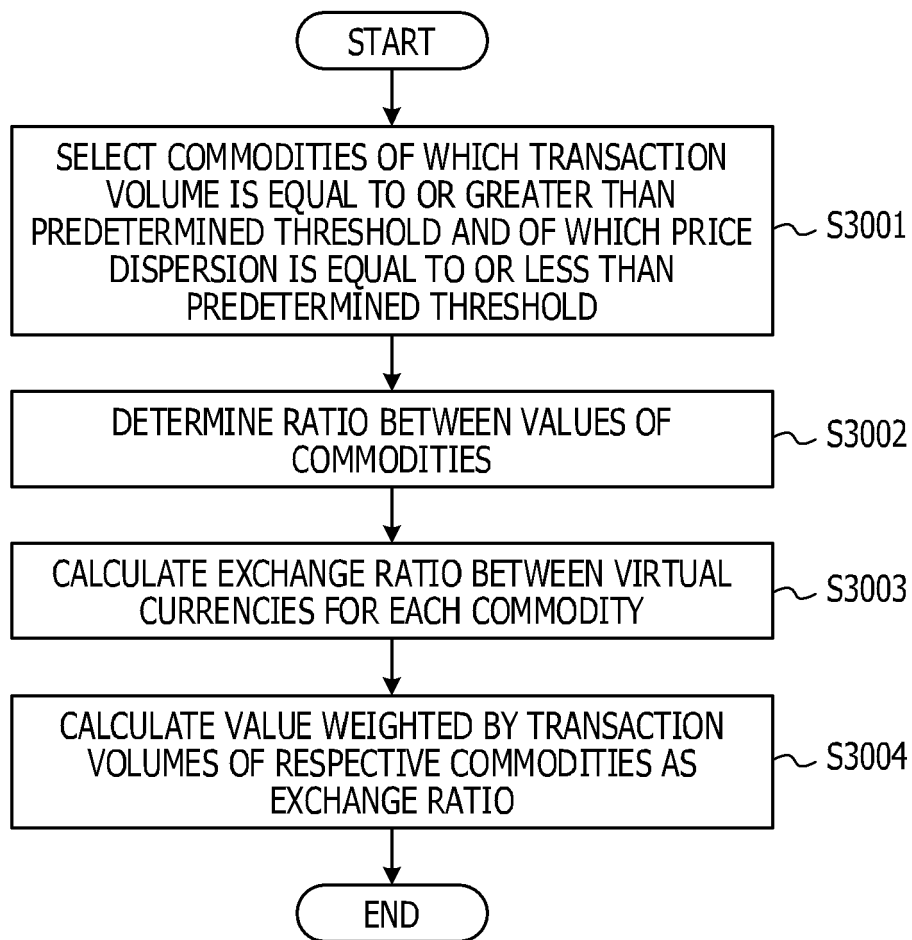 START
SELECT COMMODITIES OF WHICH TRANSACTION
VOLUME IS EQUAL TO OR GREATER THAN
PREDETERMINED THRESHOLD AND OF WHICH PRICE
DISPERSION IS EQUAL TO OR LESS THAN
PREDETERMINED THRESHOLD
S3001
DETERMINE RATIO BETWEEN VALUES OF
COMMODITIES
S3002
CALCULATE EXCHANGE RATIO BETWEEN VIRTUAL
CURRENCIES FOR EACH COMMODITY
S3003
CALCULATE VALUE WEIGHTED BY TRANSACTION
VOLUMES OF RESPECTIVE COMMODITIES AS
EXCHANGE RATIO
S3004
END